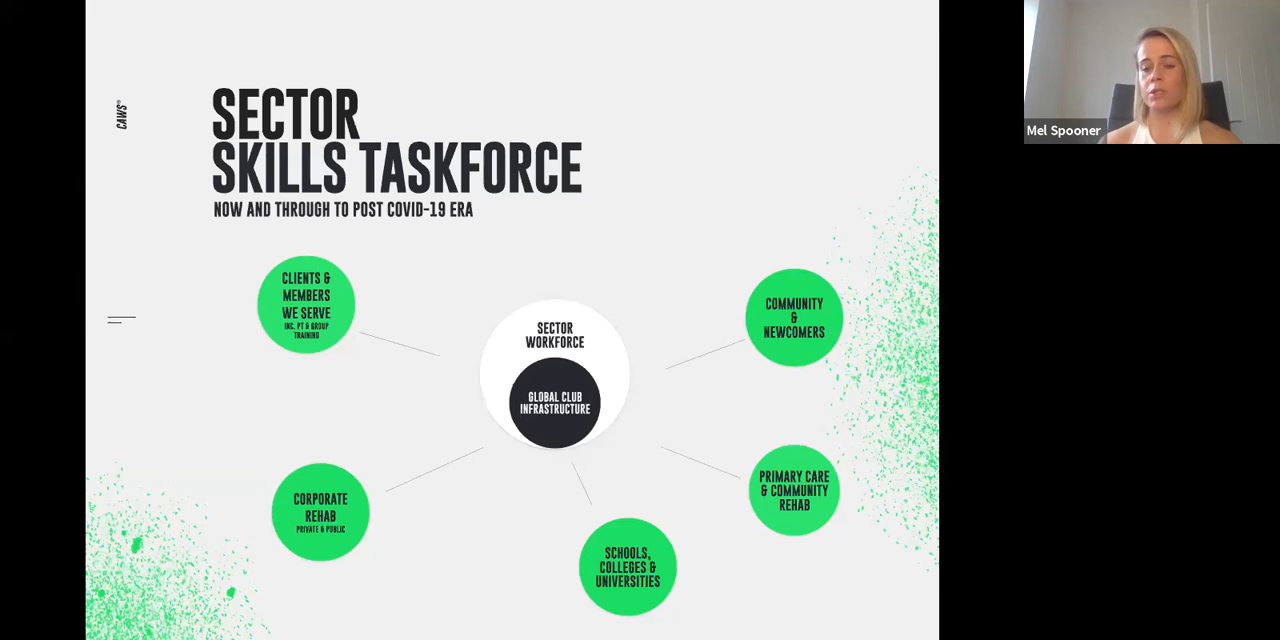 CAWS®
SECTOR
SKILLS TASKFORCE
NOW AND THROUGH TO POST COVID-19 ERA
CLIENTS &
MEMBERS
WE SERVE
INC. PT & GROUP
TRAINING
SECTOR
WORKFORCE
GLOBAL CLUB
INFRASTRUCTURE
COMMUNITY
&
NEWCOMERS
CORPORATE
REHAB
PRIVATE & PUBLIC
PRIMARY CARE
& COMMUNITY
REHAB
SCHOOLS,
COLLEGES &
UNIVERSITIES
Mel Spooner